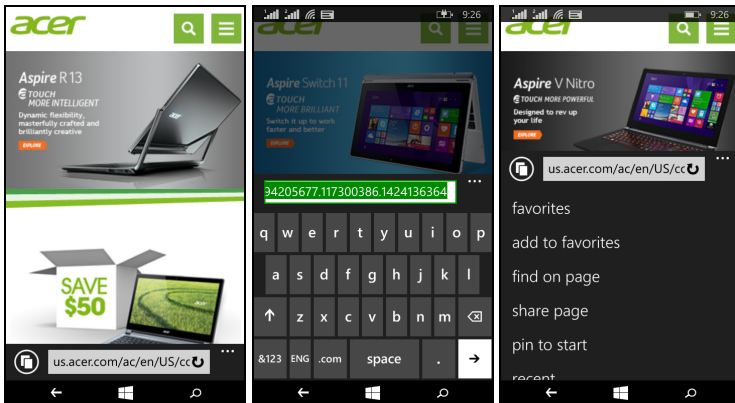 acer
Aspire R 13
TOUCH
MORE INTELLIGENT
Dynamic flexibility,
masterfully crafted and
brilliantly creative
EXPLORE
SAVE
$50
acer
us.acer.com/ac/en/US/cc
9:26
Aspire Switch 11
TOUCH
MORE BRILLIANT
Switch it up to work
faster and better
EXPLORE
94205677.117300386.1424136364
q w e r t y u i o p
a s d f g h j k l
z x c v b n m
&123 ENG .com space .
9:26
acer
Aspire V Nitro
TOUCH MORE POWERFUL
Designed to rev up
your life
EXPLORE
us.acer.com/ac/en/US/cc
favorites
add to favorites
find on page
share page
pin to start
recent